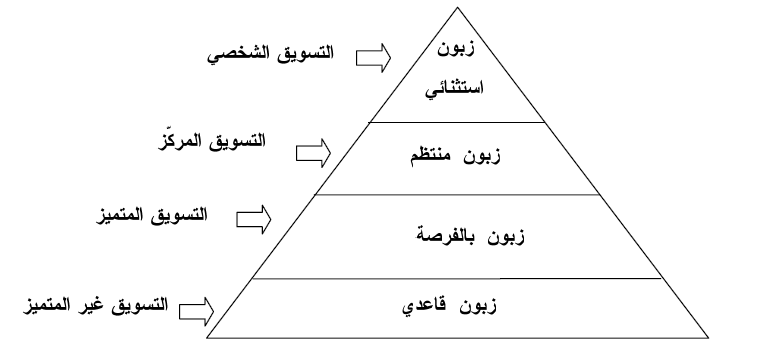 زبون
استثنائي
التسويق الشخصي
زبون منتظم
التسويق المركّز
زبون بالفرصة
التسويق المتميز
زبون قاعدي
التسويق غير المتميز